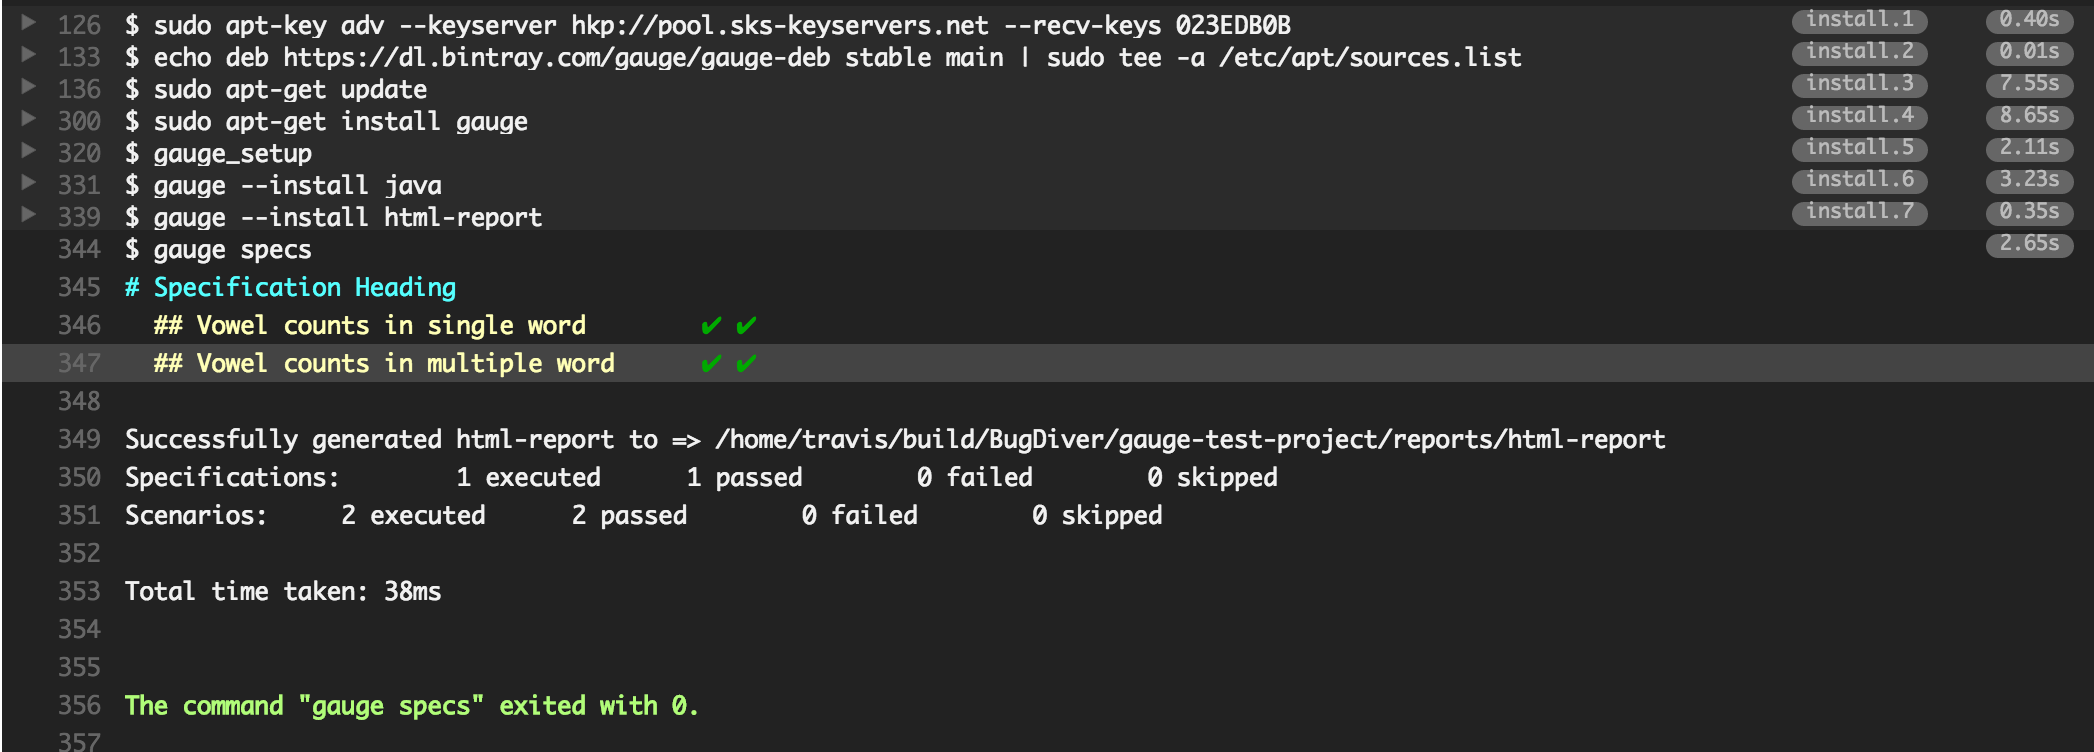 126 $ sudo apt-key adv --keyserver hkp://pool.sks-keyservers.net --recv-keys 023EDB0B install.1 0.40s
133 $ echo deb https://dl.bintray.com/gauge/gauge-deb stable main | sudo tee -a /etc/apt/sources.list install.2 0.01s
136 $ sudo apt-get update install.3 7.55s
300 $ sudo apt-get install gauge install.4 8.65s
320 $ gauge_setup install.5 2.11s
331 $ gauge --install java install.6 3.23s
339 $ gauge --install html-report install.7 0.35s
344 $ gauge specs 2.65s
345 # Specification Heading
346 ## Vowel counts in single word ✔ ✔
347 ## Vowel counts in multiple word ✔ ✔
348
349 Successfully generated html-report to => /home/travis/build/BugDiver/gauge-test-project/reports/html-report
350 Specifications: 1 executed 1 passed 0 failed 0 skipped
351 Scenarios: 2 executed 2 passed 0 failed 0 skipped
352
353 Total time taken: 38ms
354
355
356 The command "gauge specs" exited with 0.
357